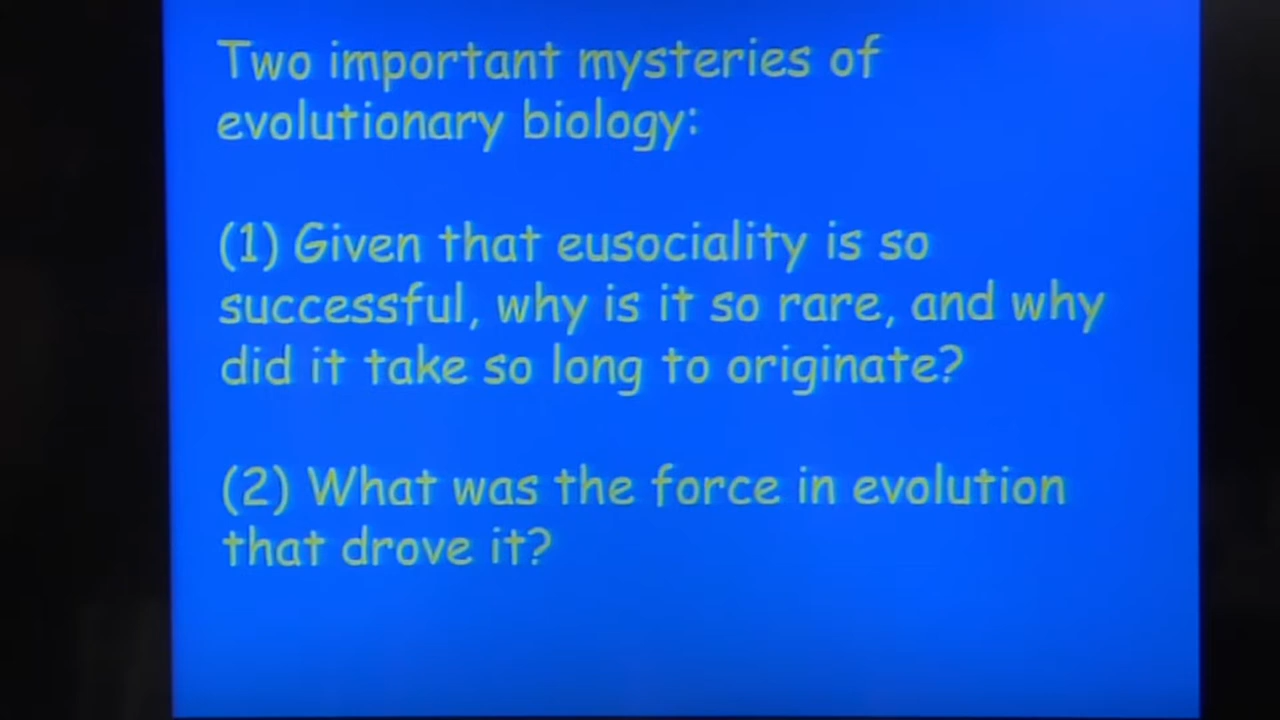 Two important mysteries of
evolutionary biology:
(1) Given that eusociality is so
successful, why is it so rare, and why
did it take so long to originate?
(2) What was the force in evolution
that drove it?